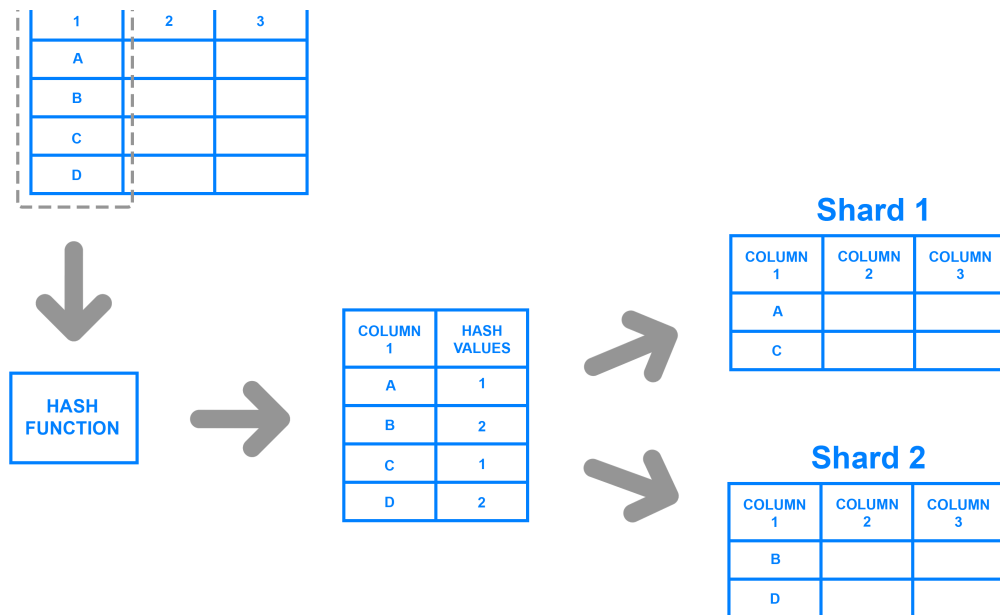 1 2 3
A
B
C
D
HASH
FUNCTION
COLUMN
1
HASH
VALUES
A 1
B 2
C 1
D 2
Shard 1
COLUMN
1
COLUMN
2
COLUMN
3
A
C
Shard 2
COLUMN
1
COLUMN
2
COLUMN
3
B
D